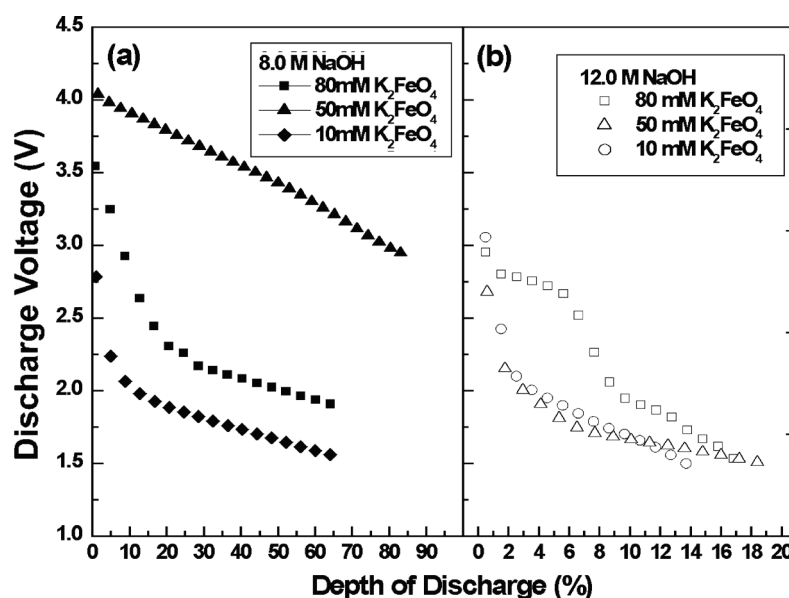 (a)
8.0 M NaOH
80mM K₂FeO₄
50mM K₂FeO₄
10mM K₂FeO₄
(b)
12.0 M NaOH
80 mM K₂FeO₄
50 mM K₂FeO₄
10 mM K₂FeO₄
Discharge Voltage (V)
4.5
4.0
3.5
3.0
2.5
2.0
1.5
1.0
0 10 20 30 40 50 60 70 80 90
0 2 4 6 8 10 12 14 16 18 20
Depth of Discharge (%)